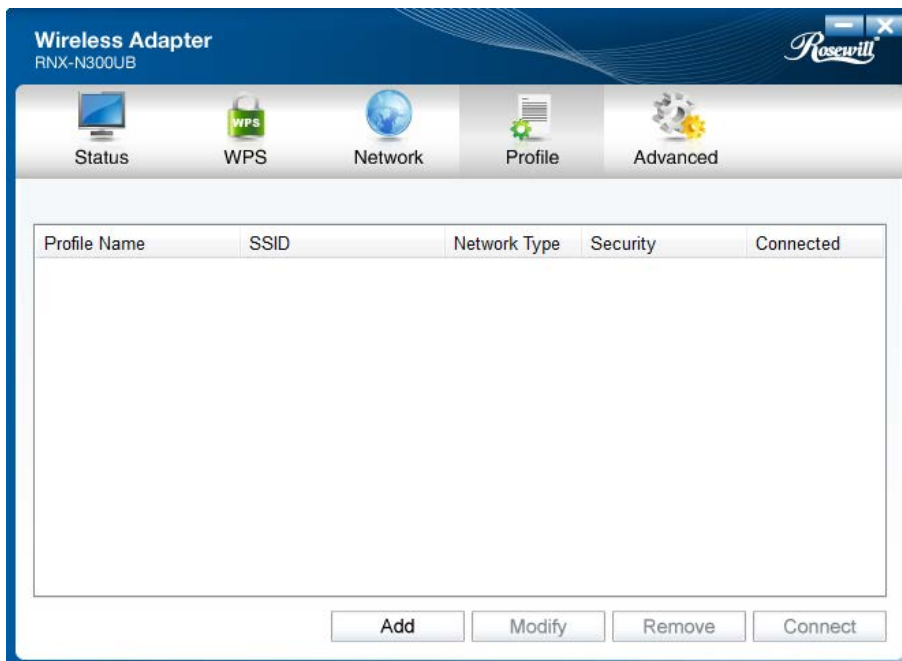 Wireless Adapter
RNX-N300UB
Rosewill
WPS
Status WPS Network Profile Advanced
Profile Name SSID Network Type Security Connected
Add Modify Remove Connect